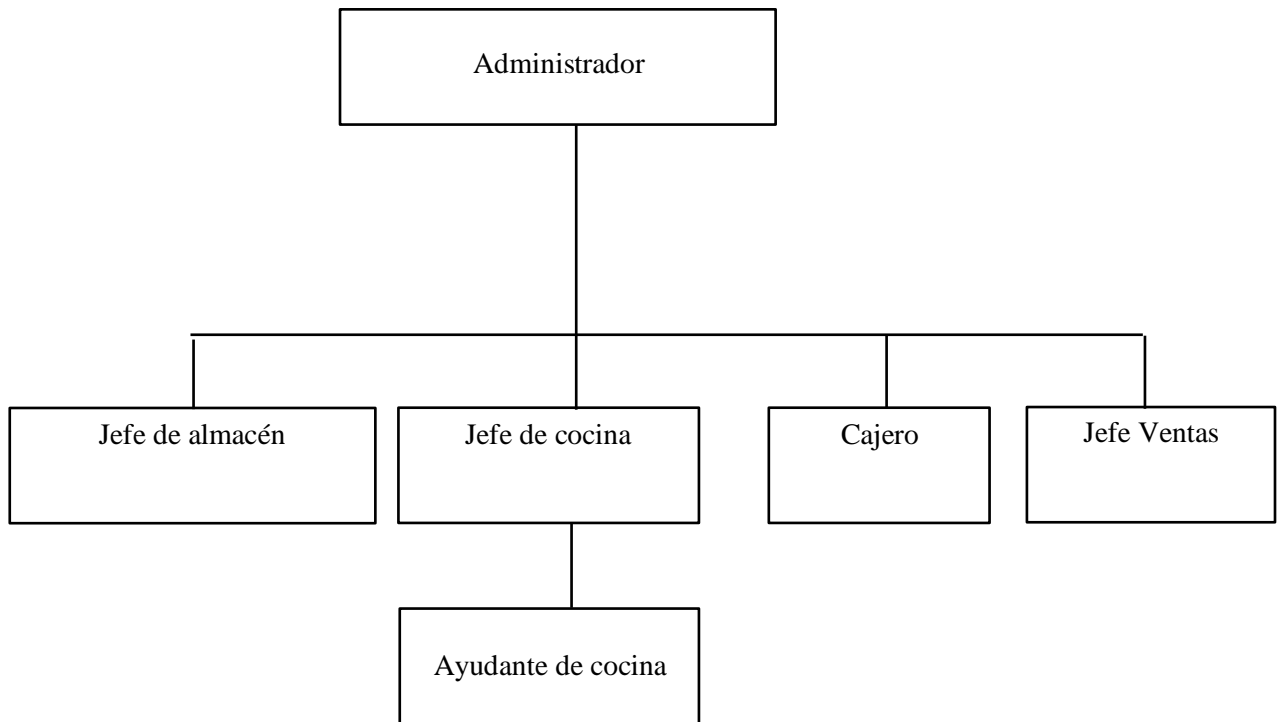 Administrador
Jefe de almacén
Jefe de cocina
Cajero
Jefe Ventas
Ayudante de cocina